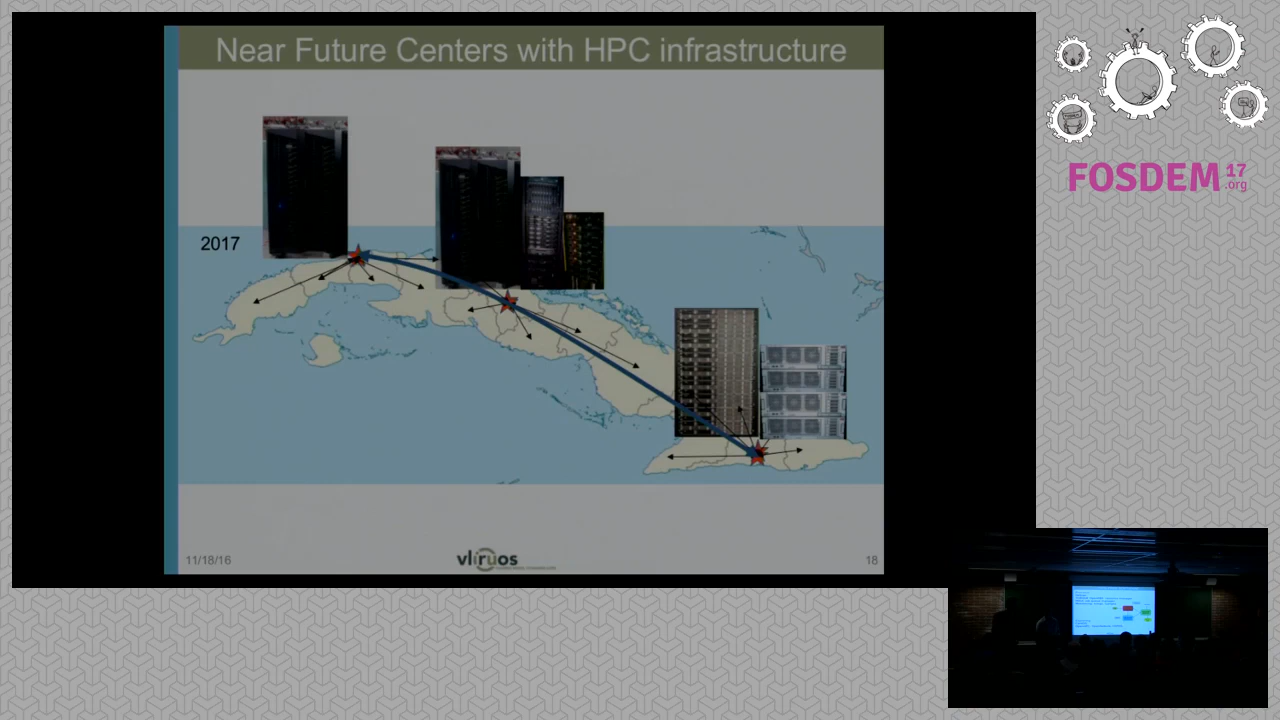 Near Future Centers with HPC infrastructure
2017
11/18/16
vliruos
18
FOSDEM 17
.org